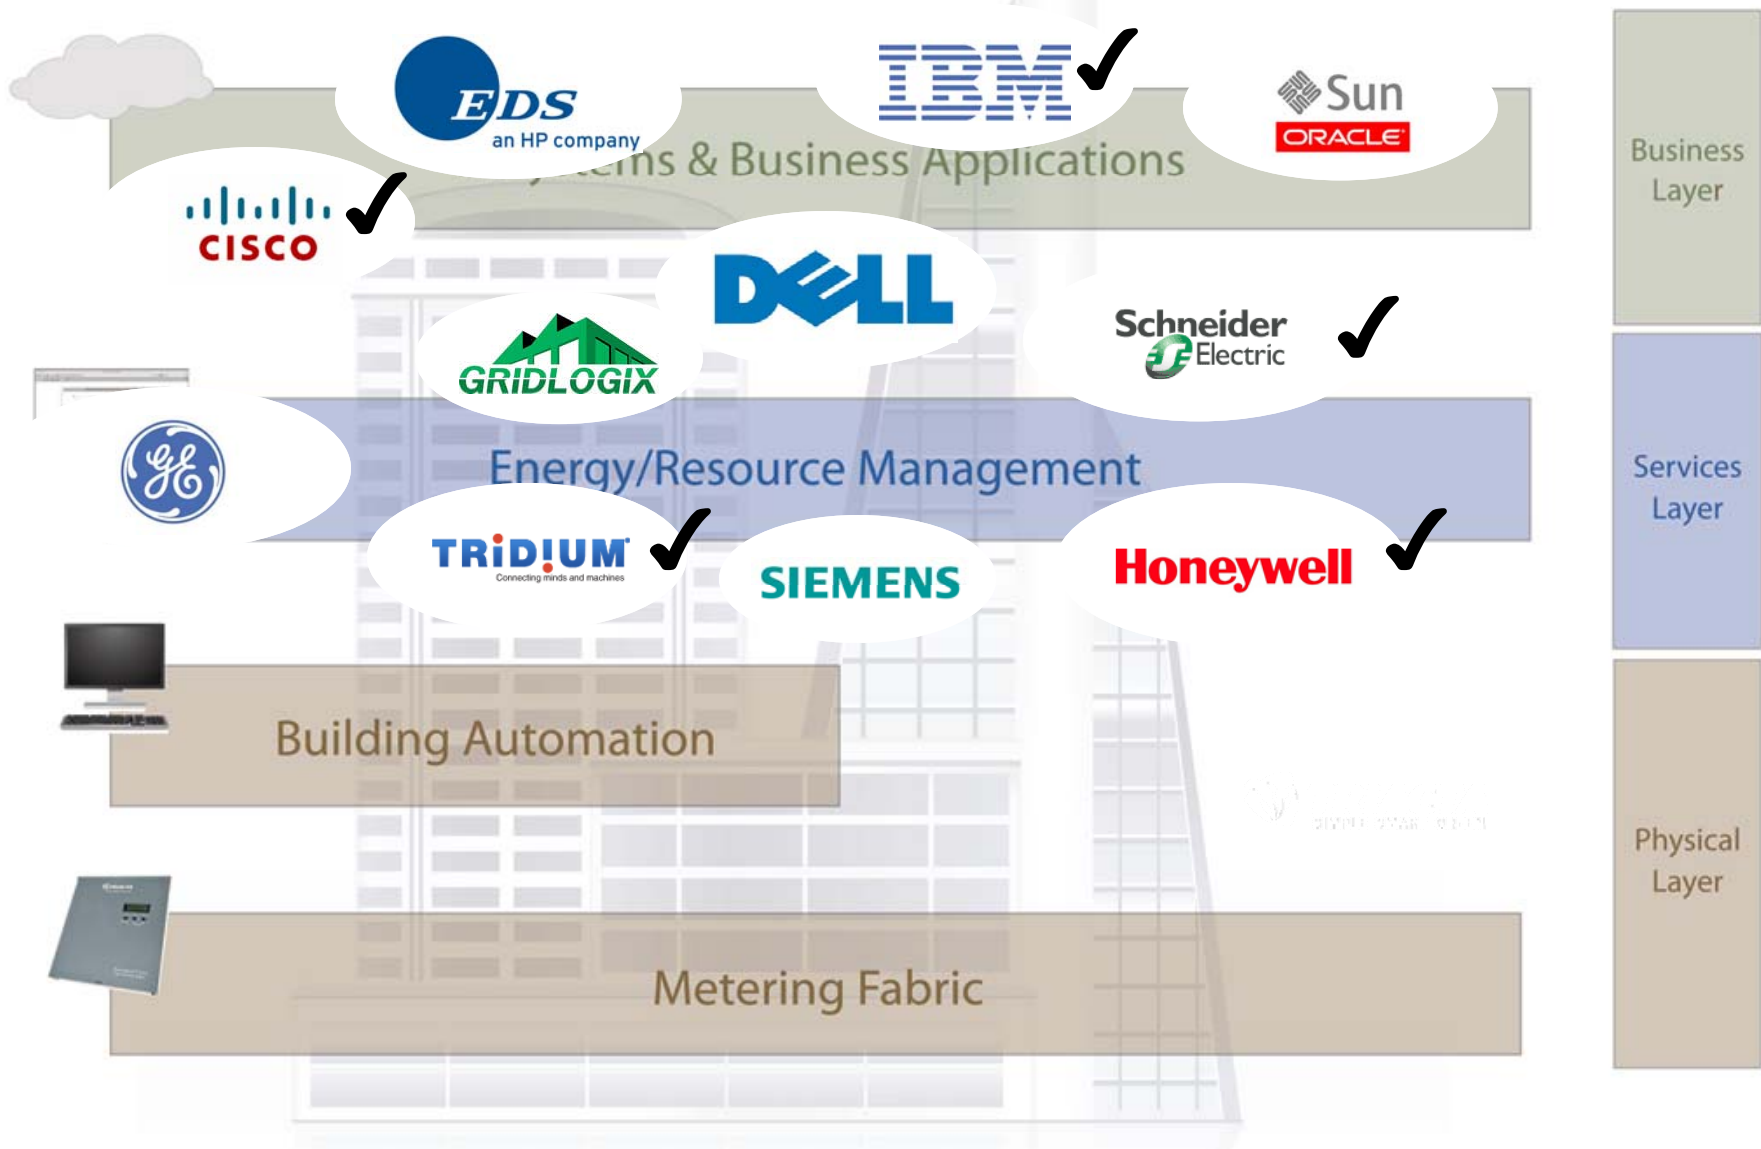 EDS
an HP company
IBM
Sun
ORACLE
& Business Applications
CISCO
DELL
Schneider
Electric
GRIDLOGIX
GE
Energy/Resource Management
TRiDiUM
Connecting minds and machines
SIEMENS
Honeywell
Building Automation
Metering Fabric
Business
Layer
Services
Layer
Physical
Layer